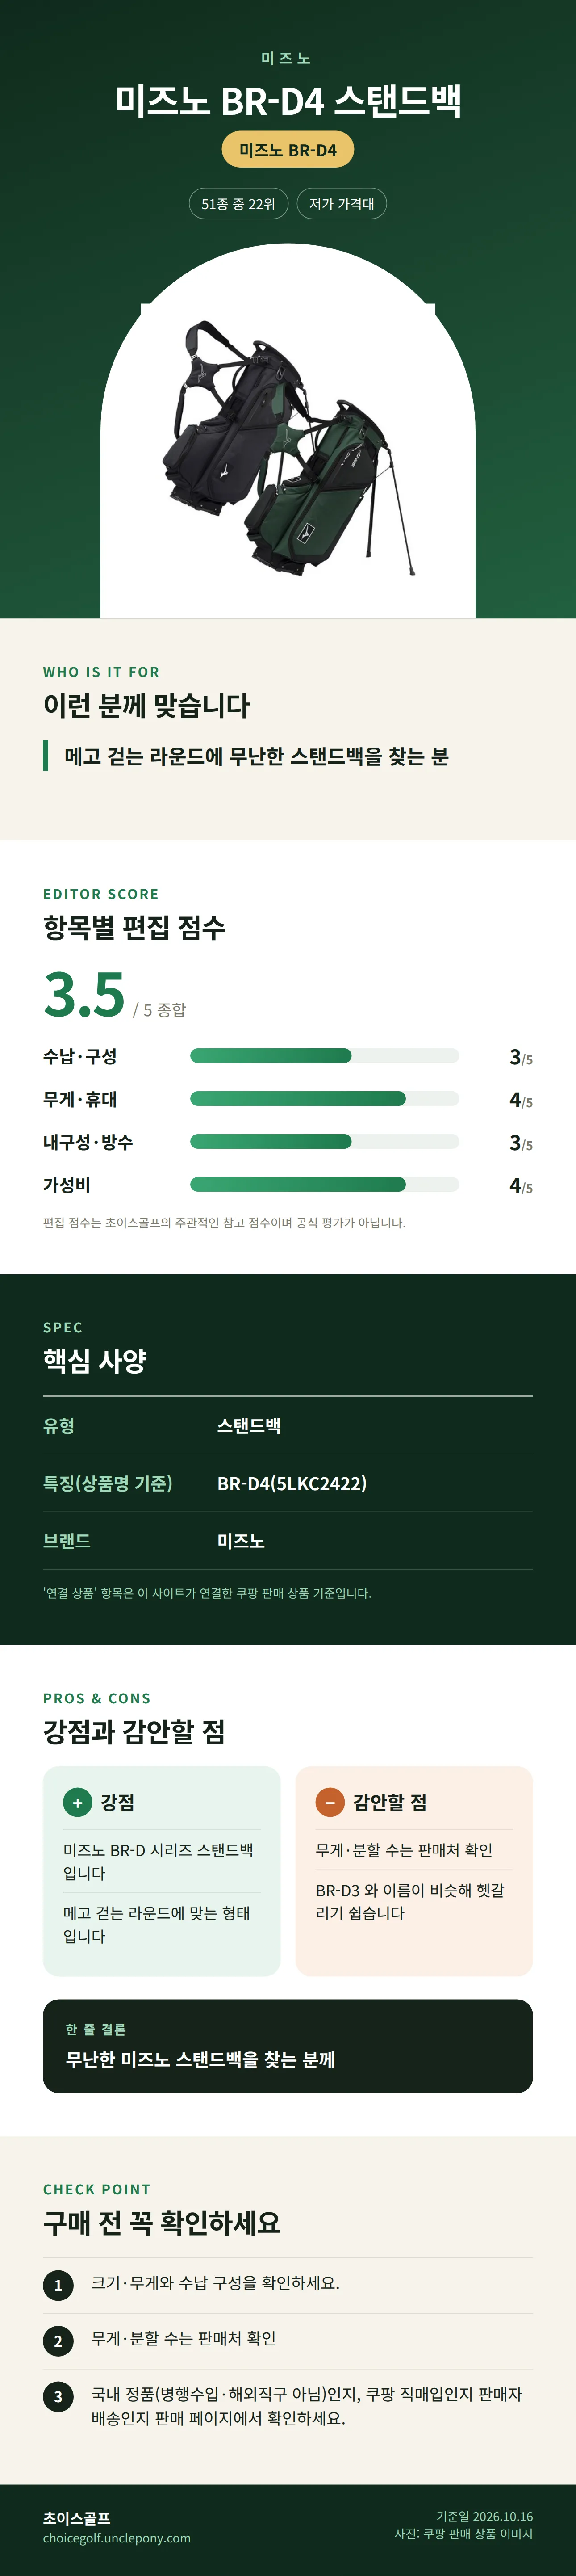 미즈노
미즈노 BR-D4 스탠드백
미즈노 BR-D4
51종 중 22위
저가 가격대
WHO IS IT FOR
이런 분께 맞습니다
메고 걷는 라운드에 무난한 스탠드백을 찾는 분
EDITOR SCORE
항목별 편집 점수
3.5 / 5 종합
수납·구성 3/5
무게·휴대 4/5
내구성·방수 3/5
가성비 4/5
편집 점수는 초이스골프의 주관적인 참고 점수이며 공식 평가가 아닙니다.
SPEC
핵심 사양
유형 스탠드백
특징(상품명 기준) BR-D4(5LKC2422)
브랜드 미즈노
'연결 상품' 항목은 이 사이트가 연결한 쿠팡 판매 상품 기준입니다.
PROS & CONS
강점과 감안할 점
+ 강점
미즈노 BR-D 시리즈 스탠드백
입니다
메고 걷는 라운드에 맞는 형태
입니다
− 감안할 점
무게·분할 수는 판매처 확인
BR-D3 와 이름이 비슷해 헷갈
리기 쉽습니다
한 줄 결론
무난한 미즈노 스탠드백을 찾는 분께
CHECK POINT
구매 전 꼭 확인하세요
1 크기·무게와 수납 구성을 확인하세요.
2 무게·분할 수는 판매처 확인
3 국내 정품(병행수입·해외직구 아님)인지, 쿠팡 직매입인지 판매자
배송인지 판매 페이지에서 확인하세요.
초이스골프
choicegolf.unclepony.com
기준일 2026.10.16
사진: 쿠팡 판매 상품 이미지